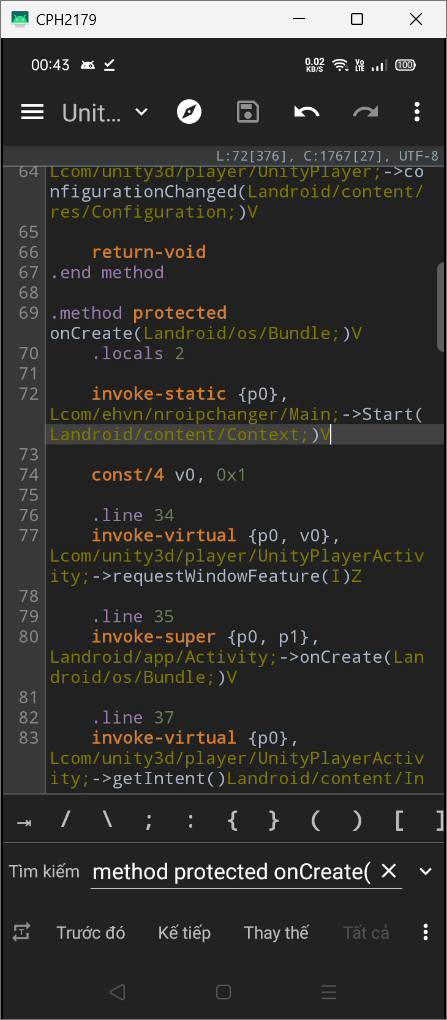 CPH2179
00:43 0.02 KB/S Vo LTE 100
Unit...
L:72[376], C:1767[27], UTF-8
64 Lcom/unity3d/player/UnityPlayer;->co
nfigurationChanged(Landroid/content/
res/Configuration;)V
65
66 return-void
67 .end method
68
69 .method protected
onCreate(Landroid/os/Bundle;)V
70 .locals 2
71
72 invoke-static {p0},
Lcom/ehvn/nroipchanger/Main;->Start(
Landroid/content/Context;)V
73
74 const/4 v0, 0x1
75
76 .line 34
77 invoke-virtual {p0, v0},
Lcom/unity3d/player/UnityPlayerActiv
ity;->requestWindowFeature(I)Z
78
79 .line 35
80 invoke-super {p0, p1},
Landroid/app/Activity;->onCreate(Lan
droid/os/Bundle;)V
81
82 .line 37
83 invoke-virtual {p0},
Lcom/unity3d/player/UnityPlayerActiv
ity;->getIntent()Landroid/content/In
⇥ / \ ; : { } ( ) [ ]
Tìm kiếm method protected onCreate(
Trước đó Kế tiếp Thay thế Tất cả